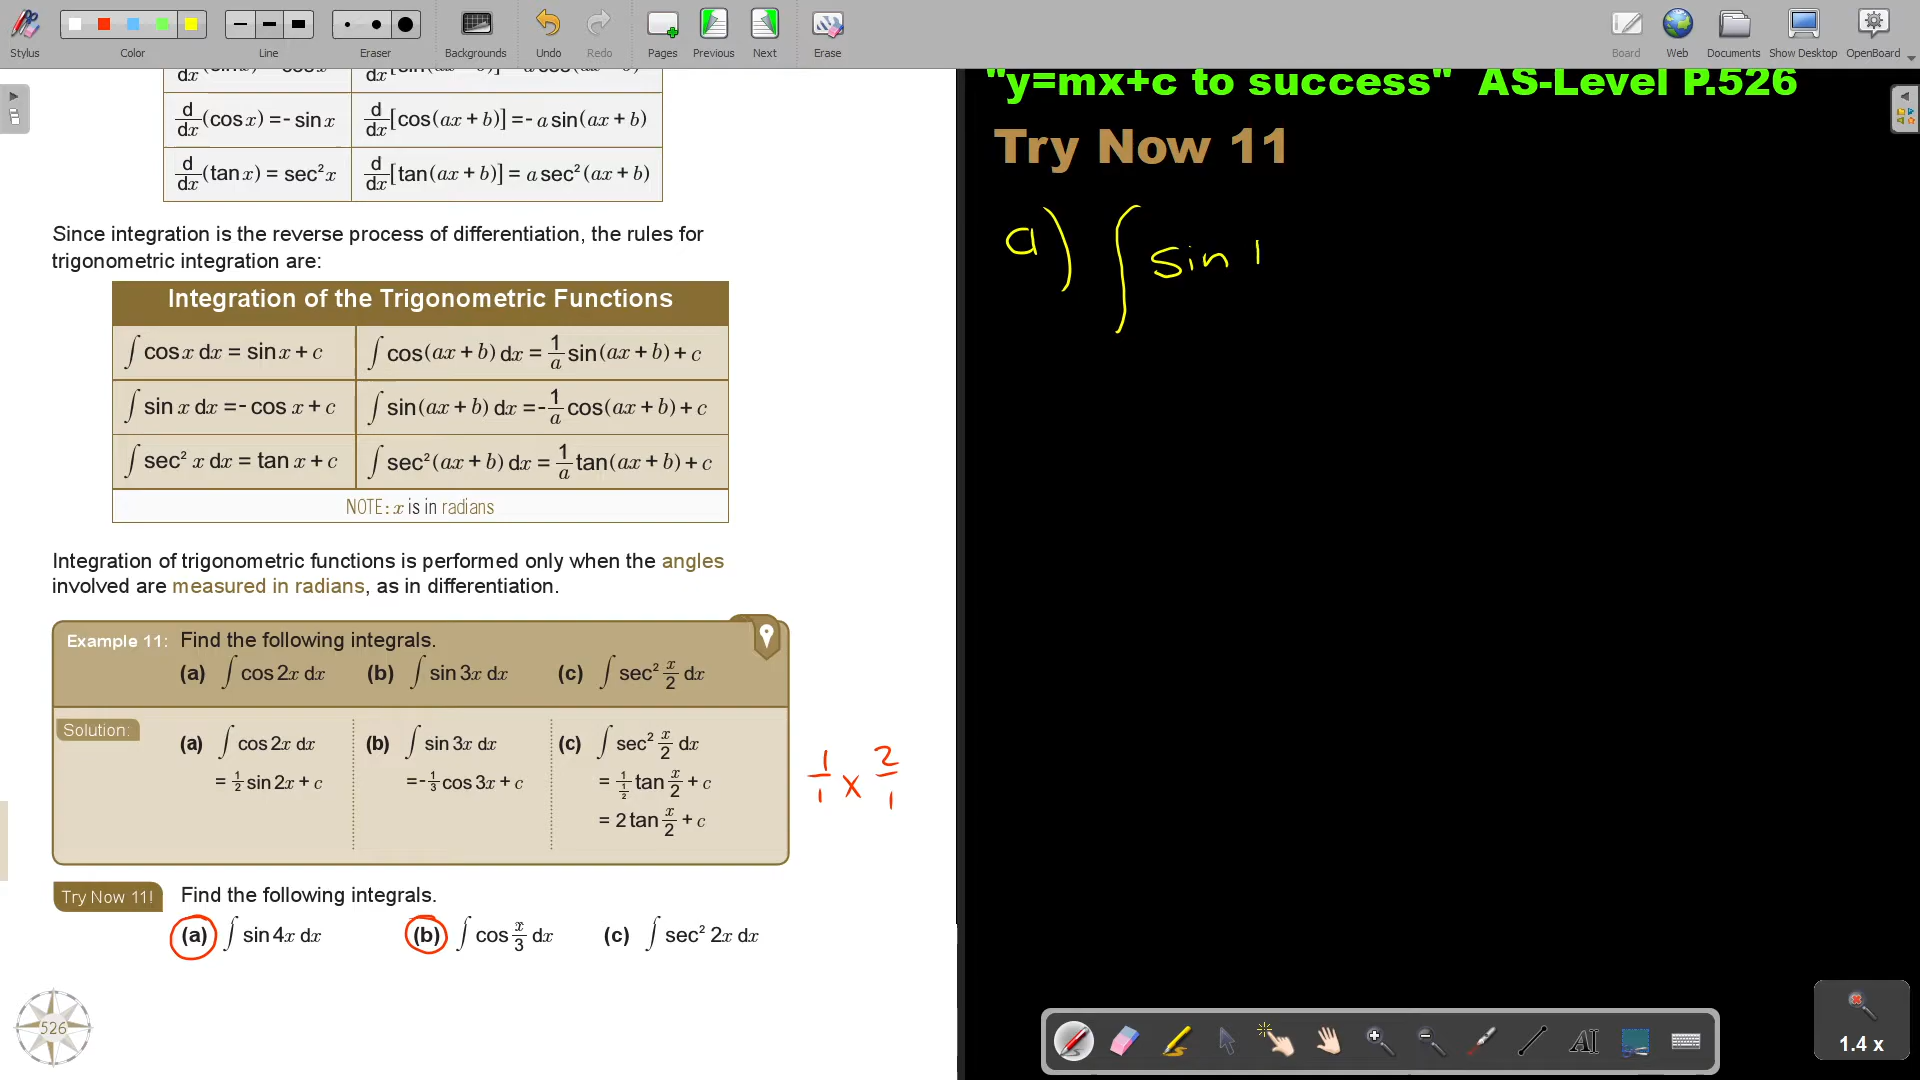 Stylus Color Line Eraser Backgrounds Undo Redo Pages Previous Next Erase Board Web Documents Show Desktop OpenBoard
d/dx (cos x) = - sin x d/dx [cos(ax + b)] = - a sin(ax + b)
d/dx (tan x) = sec² x d/dx [tan(ax + b)] = a sec² (ax + b)
Since integration is the reverse process of differentiation, the rules for
trigonometric integration are:
Integration of the Trigonometric Functions
∫ cos x dx = sin x + c ∫ cos(ax + b) dx = 1/a sin(ax + b) + c
∫ sin x dx = - cos x + c ∫ sin(ax + b) dx = - 1/a cos(ax + b) + c
∫ sec² x dx = tan x + c ∫ sec² (ax + b) dx = 1/a tan(ax + b) + c
NOTE: x is in radians
Integration of trigonometric functions is performed only when the angles
involved are measured in radians, as in differentiation.
Example 11: Find the following integrals.
(a) ∫ cos 2x dx (b) ∫ sin 3x dx (c) ∫ sec² x/2 dx
Solution:
(a) ∫ cos 2x dx (b) ∫ sin 3x dx (c) ∫ sec² x/2 dx
= 1/2 sin 2x + c = - 1/3 cos 3x + c = 1/(1/2) tan x/2 + c
= 2 tan x/2 + c
1/1 x 2/1
Try Now 11! Find the following integrals.
(a) ∫ sin 4x dx (b) ∫ cos x/3 dx (c) ∫ sec² 2x dx
526
"y=mx+c to success" AS-Level P.526
Try Now 11
a) ∫ sin
1.4 x